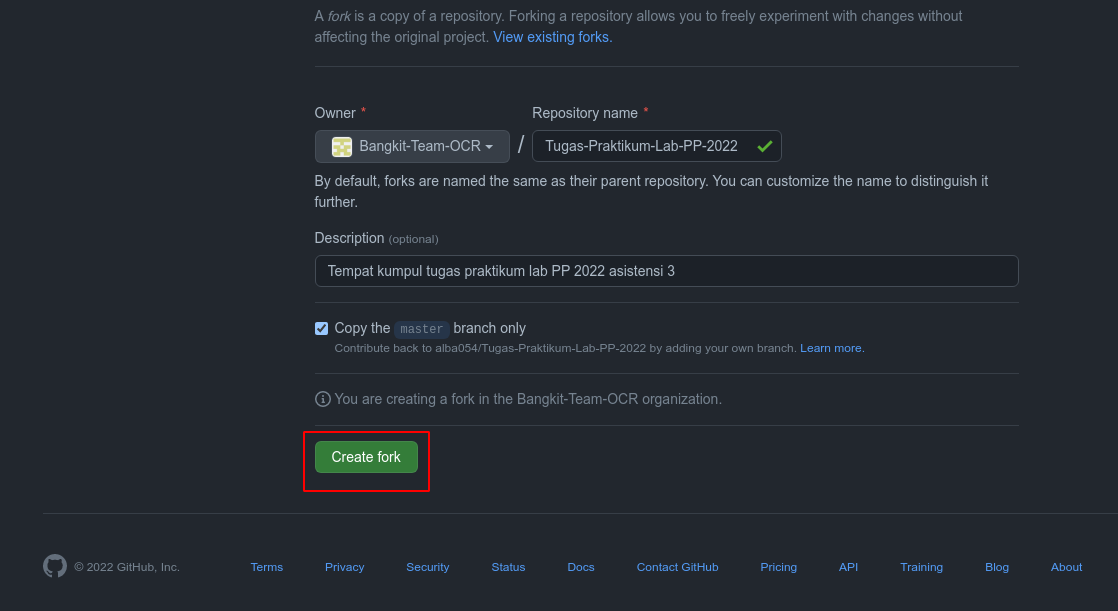 A fork is a copy of a repository. Forking a repository allows you to freely experiment with changes without
affecting the original project. View existing forks.
Owner * Repository name *
Bangkit-Team-OCR / Tugas-Praktikum-Lab-PP-2022
By default, forks are named the same as their parent repository. You can customize the name to distinguish it
further.
Description (optional)
Tempat kumpul tugas praktikum lab PP 2022 asistensi 3
Copy the master branch only
Contribute back to alba054/Tugas-Praktikum-Lab-PP-2022 by adding your own branch. Learn more.
You are creating a fork in the Bangkit-Team-OCR organization.
Create fork
© 2022 GitHub, Inc. Terms Privacy Security Status Docs Contact GitHub Pricing API Training Blog About